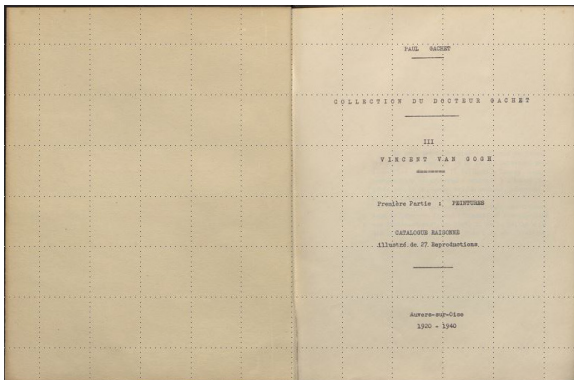 PAUL GACHET
COLLECTION DU DOCTEUR GACHET
III
VINCENT VAN GOGH
Première Partie : PEINTURES
CATALOGUE RAISONNE
illustré de 27 Reproductions
Auvers-sur-Oise
1920 - 1940